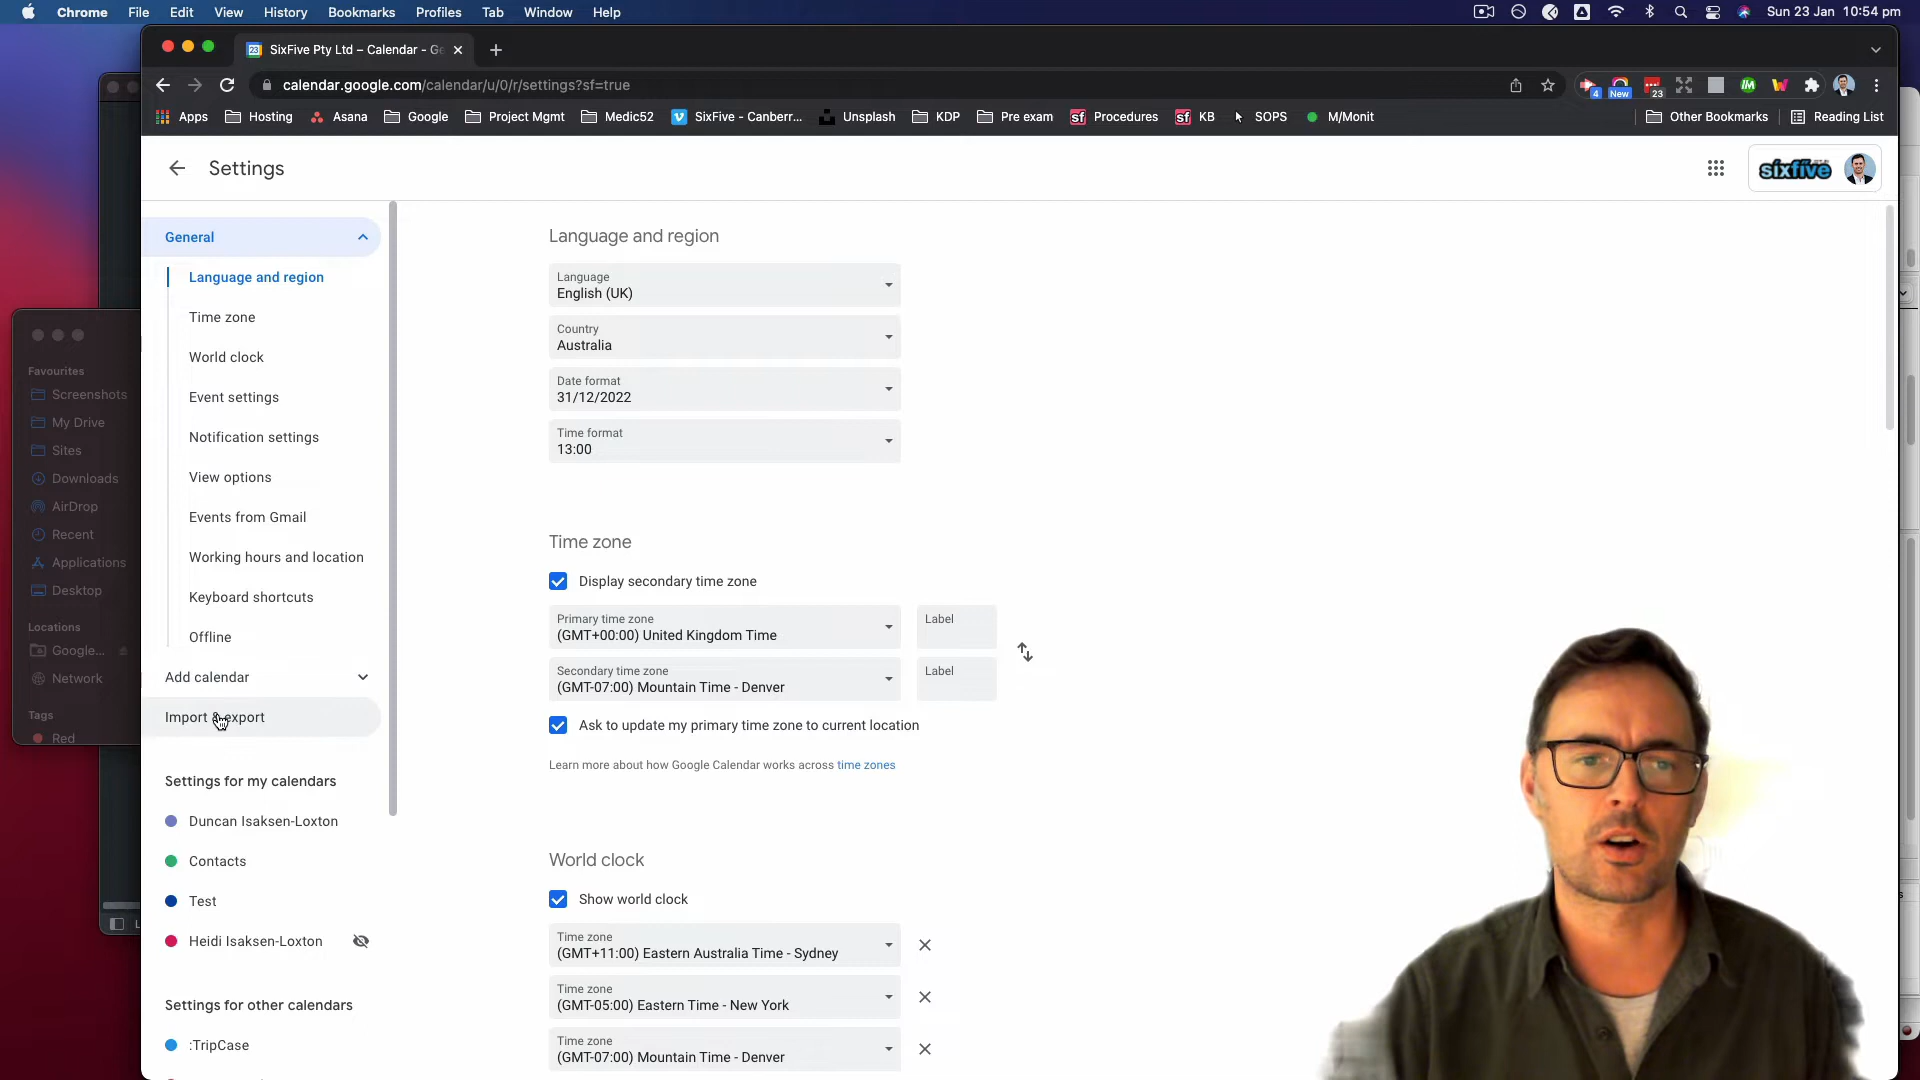 Chrome File Edit View History Bookmarks Profiles Tab Window Help Sun 23 Jan 10:54 pm
SixFive Pty Ltd – Calendar - Ge
calendar.google.com/calendar/u/0/r/settings?sf=true
4 New 23
Apps Hosting Asana Google Project Mgmt Medic52 SixFive - Canberr... Unsplash KDP Pre exam Procedures KB SOPS M/Monit Other Bookmarks Reading List
Settings
sixfive
General
Language and region
Time zone
World clock
Event settings
Notification settings
View options
Events from Gmail
Working hours and location
Keyboard shortcuts
Offline
Add calendar
Import & export
Settings for my calendars
Duncan Isaksen-Loxton
Contacts
Test
Heidi Isaksen-Loxton
Settings for other calendars
:TripCase
Language and region
Language
English (UK)
Country
Australia
Date format
31/12/2022
Time format
13:00
Time zone
Display secondary time zone
Primary time zone
(GMT+00:00) United Kingdom Time
Label
Secondary time zone
(GMT-07:00) Mountain Time - Denver
Label
Ask to update my primary time zone to current location
Learn more about how Google Calendar works across time zones
World clock
Show world clock
Time zone
(GMT+11:00) Eastern Australia Time - Sydney
Time zone
(GMT-05:00) Eastern Time - New York
Time zone
(GMT-07:00) Mountain Time - Denver
Favourites
Screenshots
My Drive
Sites
Downloads
AirDrop
Recent
Applications
Desktop
Locations
Google...
Network
Tags
Red